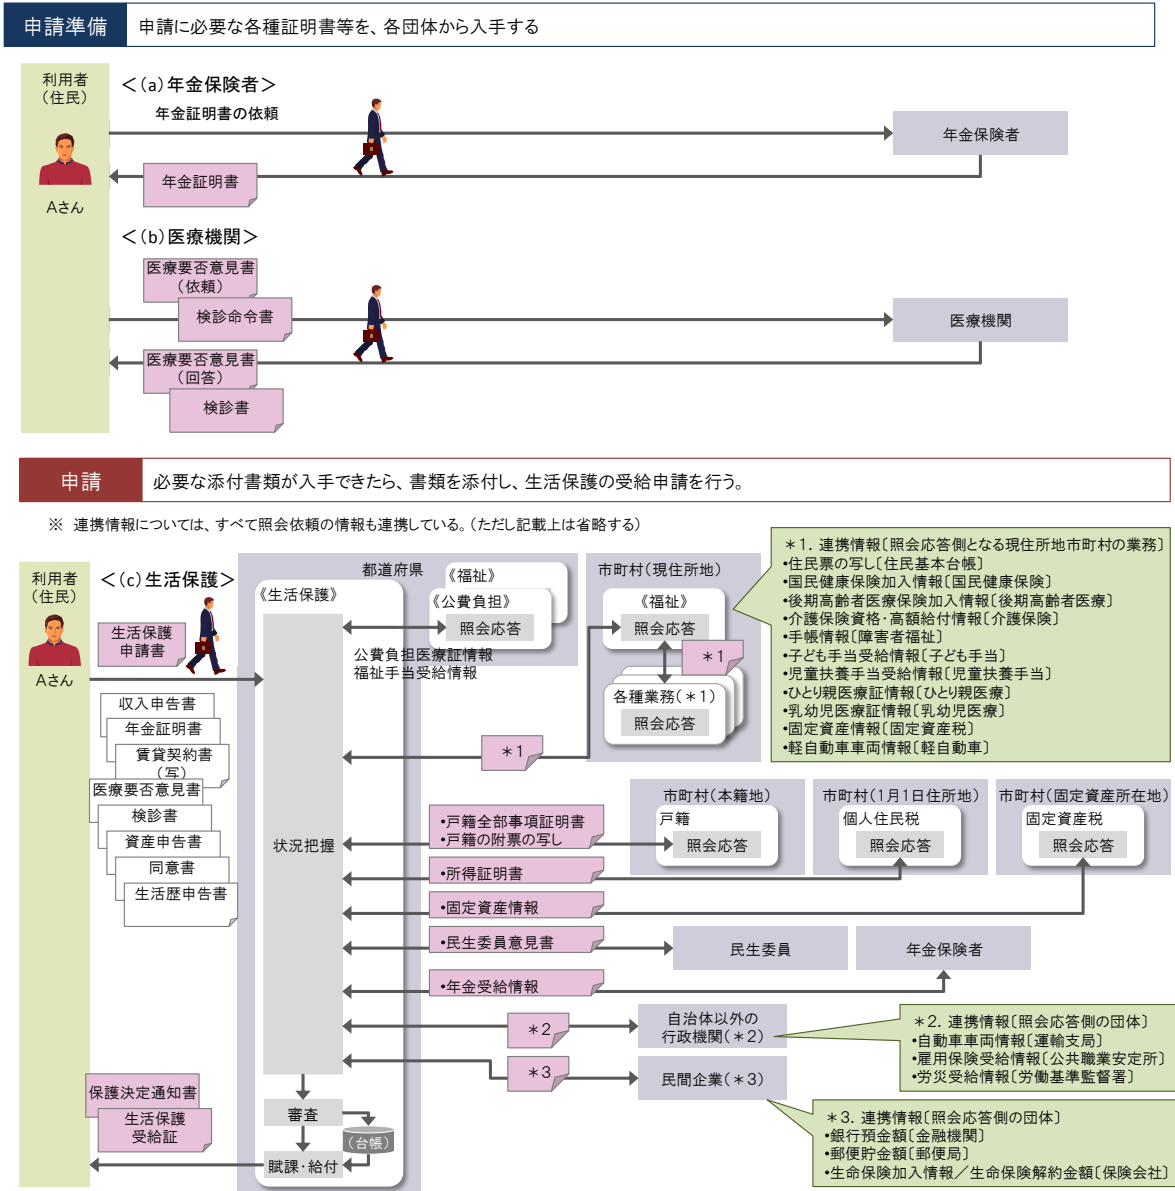 申請準備
申請に必要な各種証明書等を、各団体から入手する
利用者
（住民）
Aさん
＜（a）年金保険者＞
年金証明書の依頼
年金保険者
年金証明書
＜（b）医療機関＞
医療要否意見書
（依頼）
検診命令書
医療機関
医療要否意見書
（回答）
検診書
申請
必要な添付書類が入手できたら、書類を添付し、生活保護の受給申請を行う。
※ 連携情報については、すべて照会依頼の情報も連携している。（ただし記載上は省略する）
利用者
（住民）
Aさん
＜（c）生活保護＞
生活保護
申請書
収入申告書
年金証明書
賃貸契約書
（写）
医療要否意見書
検診書
資産申告書
同意書
生活歴申告書
保護決定通知書
生活保護
受給証
都道府県
《生活保護》
状況把握
審査
（台帳）
賦課・給付
《福祉》
《公費負担》
照会応答
公費負担医療証情報
福祉手当受給情報
市町村（現住所地）
《福祉》
照会応答
＊1
各種業務（＊1）
照会応答
＊1
＊1．連携情報〔照会応答側となる現住所地市町村の業務〕
•住民票の写し〔住民基本台帳〕
•国民健康保険加入情報〔国民健康保険〕
•後期高齢者医療保険加入情報〔後期高齢者医療〕
•介護保険資格・高額給付情報〔介護保険〕
•手帳情報〔障害者福祉〕
•子ども手当受給情報〔子ども手当〕
•児童扶養手当受給情報〔児童扶養手当〕
•ひとり親医療証情報〔ひとり親医療〕
•乳幼児医療証情報〔乳幼児医療〕
•固定資産情報〔固定資産税〕
•軽自動車車両情報〔軽自動車〕
市町村（本籍地）
戸籍
照会応答
市町村（1月1日住所地）
個人住民税
照会応答
市町村（固定資産所在地）
固定資産税
照会応答
•戸籍全部事項証明書
•戸籍の附票の写し
•所得証明書
•固定資産情報
•民生委員意見書
民生委員
年金保険者
•年金受給情報
＊2
自治体以外の
行政機関（＊2）
＊3
民間企業（＊3）
＊2．連携情報〔照会応答側の団体〕
•自動車車両情報〔運輸支局〕
•雇用保険受給情報〔公共職業安定所〕
•労災受給情報〔労働基準監督署〕
＊3．連携情報〔照会応答側の団体〕
•銀行預金額〔金融機関〕
•郵便貯金額〔郵便局〕
•生命保険加入情報／生命保険解約金額〔保険会社〕